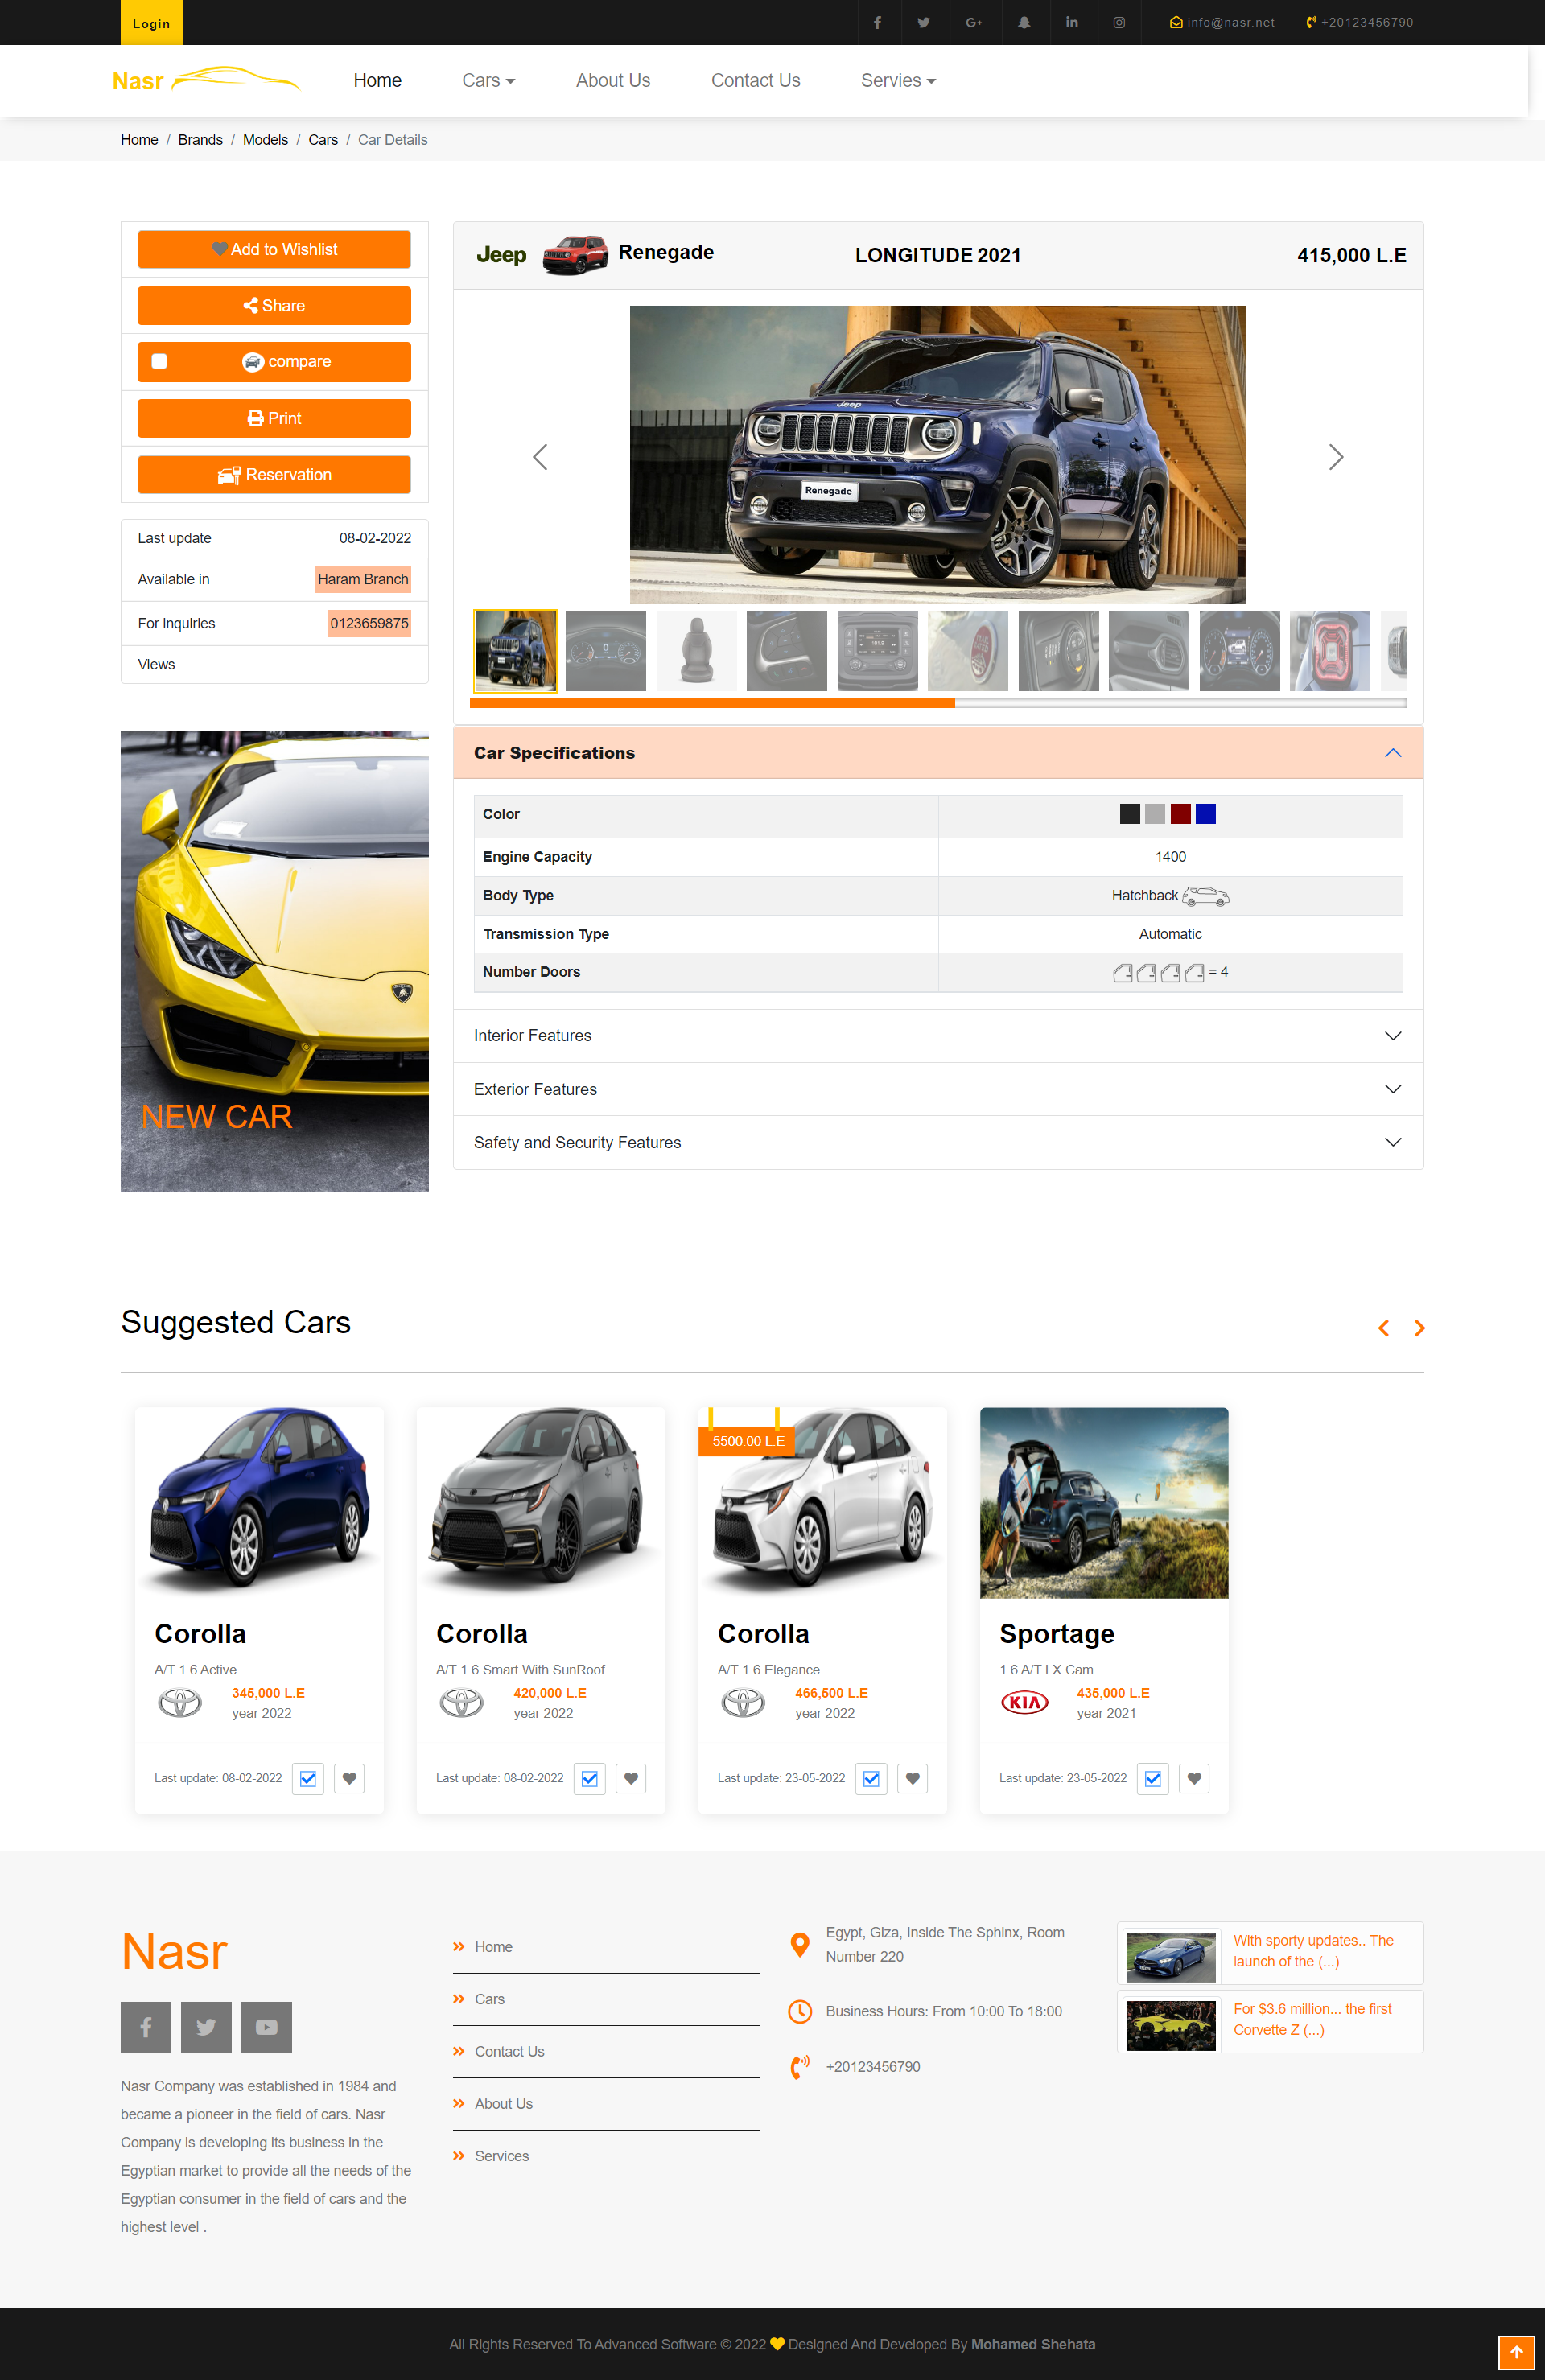 Login
info@nasr.net
+20123456790
Nasr
Home
Cars
About Us
Contact Us
Servies
Home / Brands / Models / Cars / Car Details
Add to Wishlist
Share
compare
Print
Reservation
Last update 08-02-2022
Available in Haram Branch
For inquiries 0123659875
Views
NEW CAR
Jeep Renegade LONGITUDE 2021 415,000 L.E
Jeep
Renegade
Car Specifications
Color
Engine Capacity 1400
Body Type Hatchback
Transmission Type Automatic
Number Doors = 4
Interior Features
Exterior Features
Safety and Security Features
Suggested Cars
Corolla
A/T 1.6 Active
345,000 L.E
year 2022
Last update: 08-02-2022
Corolla
A/T 1.6 Smart With SunRoof
420,000 L.E
year 2022
Last update: 08-02-2022
5500.00 L.E
Corolla
A/T 1.6 Elegance
466,500 L.E
year 2022
Last update: 23-05-2022
Sportage
1.6 A/T LX Cam
KIA
435,000 L.E
year 2021
Last update: 23-05-2022
Nasr
Nasr Company was established in 1984 and
became a pioneer in the field of cars. Nasr
Company is developing its business in the
Egyptian market to provide all the needs of the
Egyptian consumer in the field of cars and the
highest level .
Home
Cars
Contact Us
About Us
Services
Egypt, Giza, Inside The Sphinx, Room
Number 220
Business Hours: From 10:00 To 18:00
+20123456790
With sporty updates.. The
launch of the (...)
For $3.6 million... the first
Corvette Z (...)
All Rights Reserved To Advanced Software © 2022 Designed And Developed By Mohamed Shehata